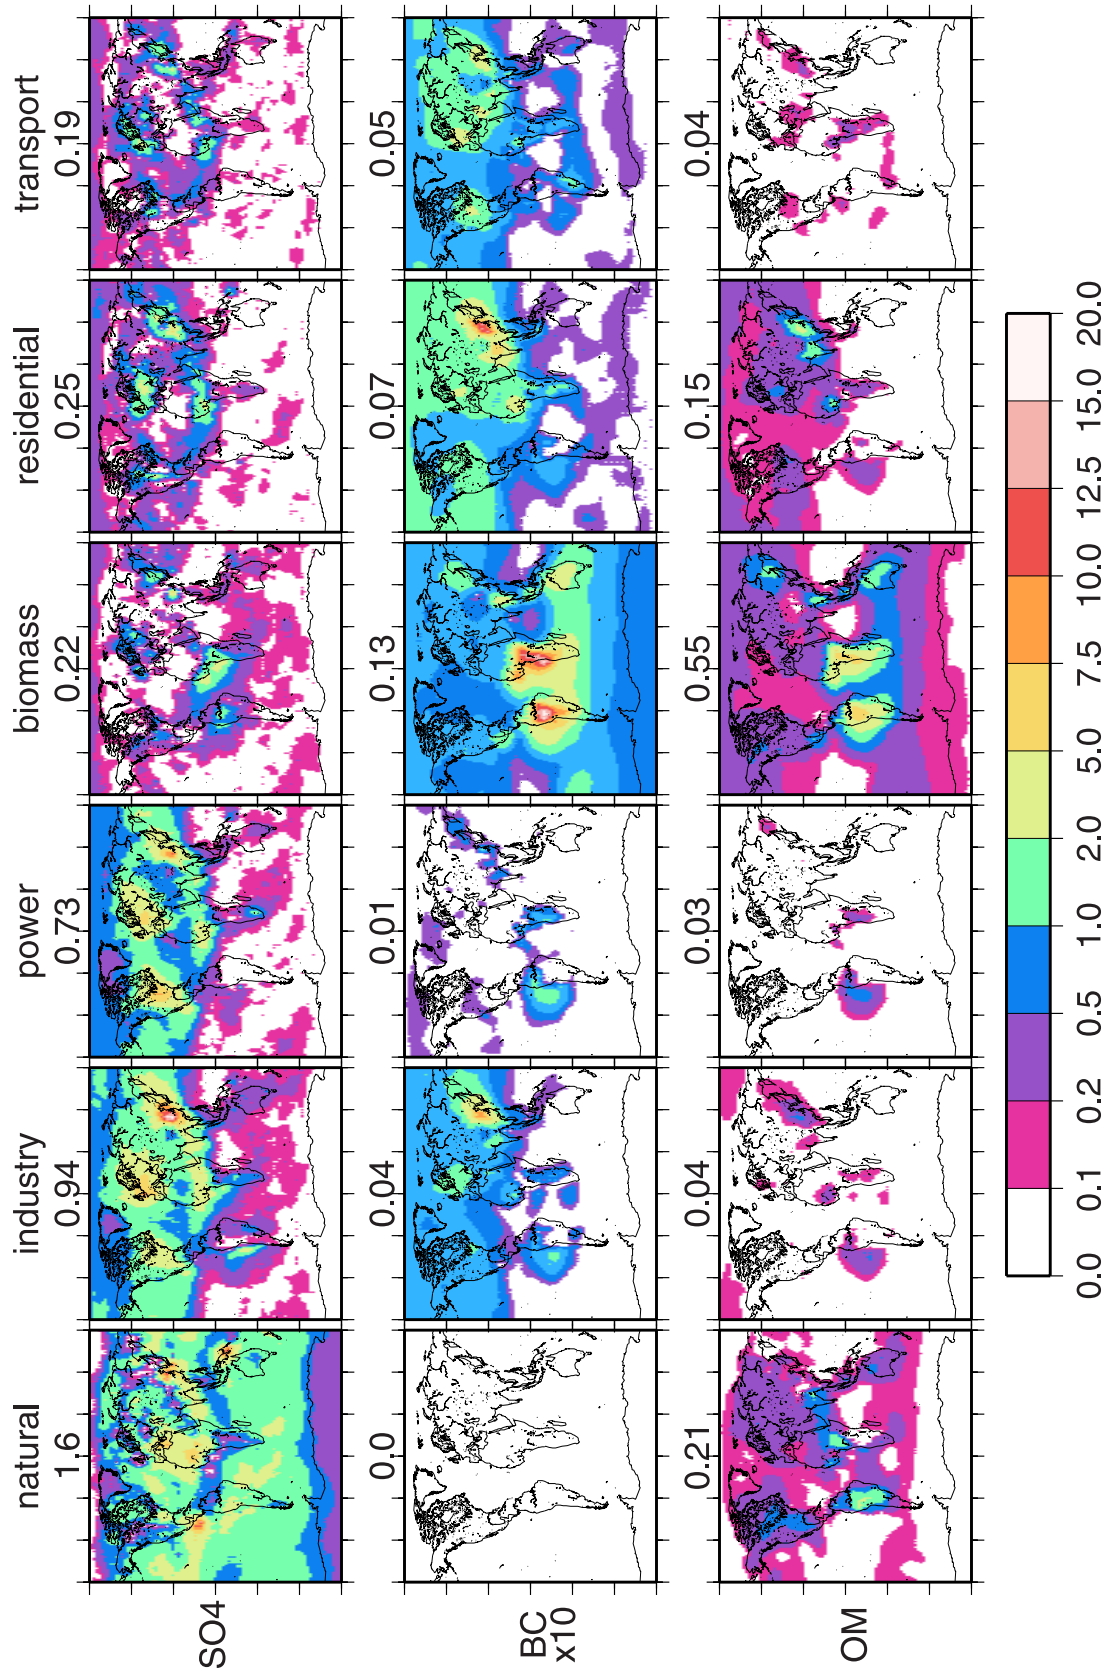 natural industry power biomass residential transport
SO4
1.6 0.94 0.73 0.22 0.25 0.19
BC
x10
0.0 0.04 0.01 0.13 0.07 0.05
OM
0.21 0.04 0.03 0.55 0.15 0.04
0.0 0.1 0.2 0.5 1.0 2.0 5.0 7.5 10.0 12.5 15.0 20.0